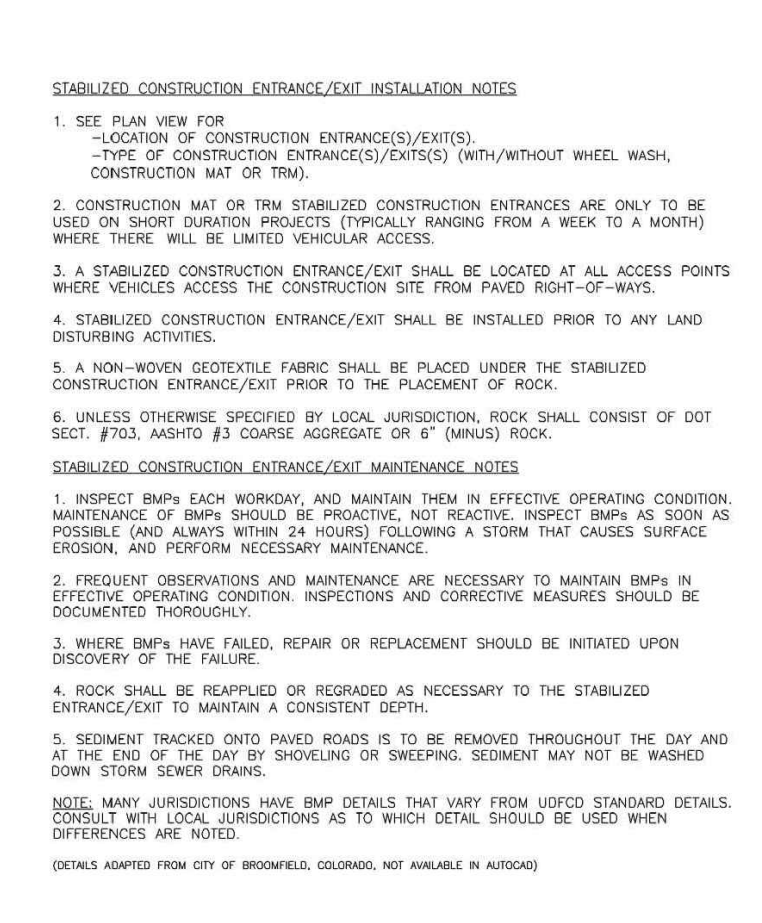 STABILIZED CONSTRUCTION ENTRANCE/EXIT INSTALLATION NOTES
1. SEE PLAN VIEW FOR
-LOCATION OF CONSTRUCTION ENTRANCE(S)/EXIT(S).
-TYPE OF CONSTRUCTION ENTRANCE(S)/EXITS(S) (WITH/WITHOUT WHEEL WASH,
CONSTRUCTION MAT OR TRM).
2. CONSTRUCTION MAT OR TRM STABILIZED CONSTRUCTION ENTRANCES ARE ONLY TO BE
USED ON SHORT DURATION PROJECTS (TYPICALLY RANGING FROM A WEEK TO A MONTH)
WHERE THERE WILL BE LIMITED VEHICULAR ACCESS.
3. A STABILIZED CONSTRUCTION ENTRANCE/EXIT SHALL BE LOCATED AT ALL ACCESS POINTS
WHERE VEHICLES ACCESS THE CONSTRUCTION SITE FROM PAVED RIGHT-OF-WAYS.
4. STABILIZED CONSTRUCTION ENTRANCE/EXIT SHALL BE INSTALLED PRIOR TO ANY LAND
DISTURBING ACTIVITIES.
5. A NON-WOVEN GEOTEXTILE FABRIC SHALL BE PLACED UNDER THE STABILIZED
CONSTRUCTION ENTRANCE/EXIT PRIOR TO THE PLACEMENT OF ROCK.
6. UNLESS OTHERWISE SPECIFIED BY LOCAL JURISDICTION, ROCK SHALL CONSIST OF DOT
SECT. #703, AASHTO #3 COARSE AGGREGATE OR 6" (MINUS) ROCK.
STABILIZED CONSTRUCTION ENTRANCE/EXIT MAINTENANCE NOTES
1. INSPECT BMPs EACH WORKDAY, AND MAINTAIN THEM IN EFFECTIVE OPERATING CONDITION.
MAINTENANCE OF BMPs SHOULD BE PROACTIVE, NOT REACTIVE. INSPECT BMPs AS SOON AS
POSSIBLE (AND ALWAYS WITHIN 24 HOURS) FOLLOWING A STORM THAT CAUSES SURFACE
EROSION, AND PERFORM NECESSARY MAINTENANCE.
2. FREQUENT OBSERVATIONS AND MAINTENANCE ARE NECESSARY TO MAINTAIN BMPs IN
EFFECTIVE OPERATING CONDITION. INSPECTIONS AND CORRECTIVE MEASURES SHOULD BE
DOCUMENTED THOROUGHLY.
3. WHERE BMPs HAVE FAILED, REPAIR OR REPLACEMENT SHOULD BE INITIATED UPON
DISCOVERY OF THE FAILURE.
4. ROCK SHALL BE REAPPLIED OR REGRADED AS NECESSARY TO THE STABILIZED
ENTRANCE/EXIT TO MAINTAIN A CONSISTENT DEPTH.
5. SEDIMENT TRACKED ONTO PAVED ROADS IS TO BE REMOVED THROUGHOUT THE DAY AND
AT THE END OF THE DAY BY SHOVELING OR SWEEPING. SEDIMENT MAY NOT BE WASHED
DOWN STORM SEWER DRAINS.
NOTE: MANY JURISDICTIONS HAVE BMP DETAILS THAT VARY FROM UDFCD STANDARD DETAILS.
CONSULT WITH LOCAL JURISDICTIONS AS TO WHICH DETAIL SHOULD BE USED WHEN
DIFFERENCES ARE NOTED.
(DETAILS ADAPTED FROM CITY OF BROOMFIELD, COLORADO, NOT AVAILABLE IN AUTOCAD)